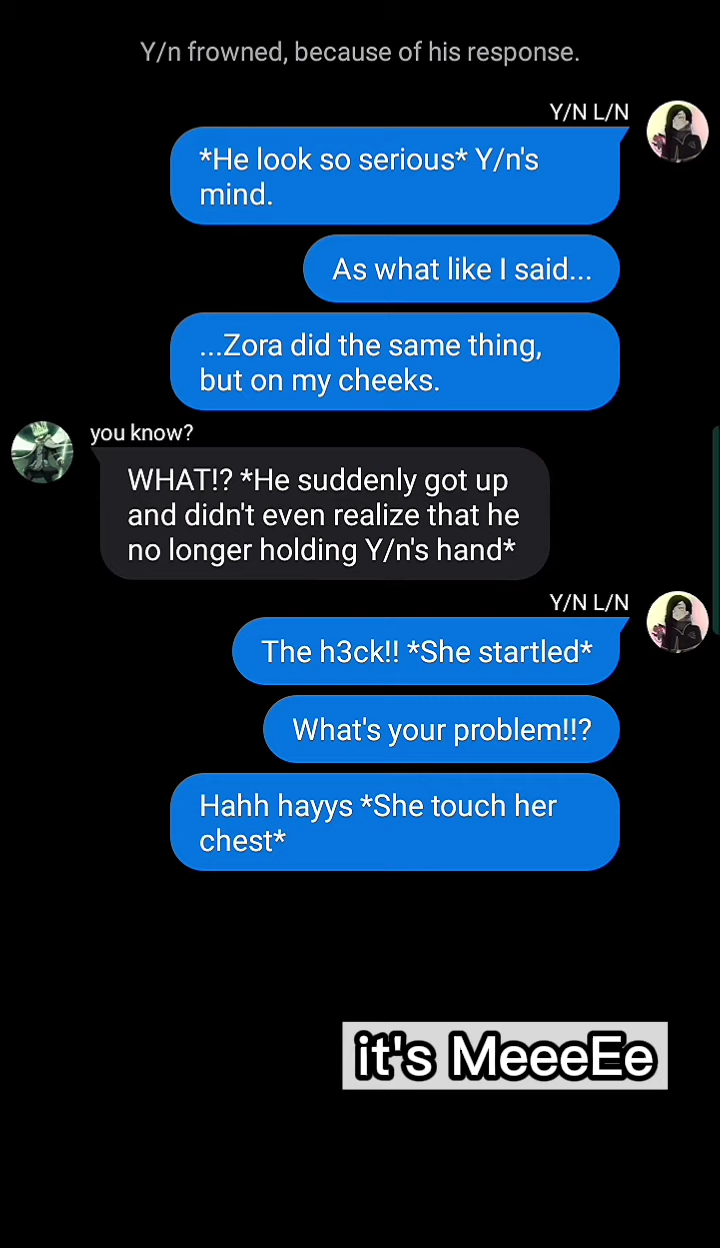 Y/n frowned, because of his response.
Y/N L/N
*He look so serious* Y/n's
mind.
As what like I said...
...Zora did the same thing,
but on my cheeks.
you know?
WHAT!? *He suddenly got up
and didn't even realize that he
no longer holding Y/n's hand*
Y/N L/N
The h3ck!! *She startled*
What's your problem!!?
Hahh hayys *She touch her
chest*
it's MeeeEe